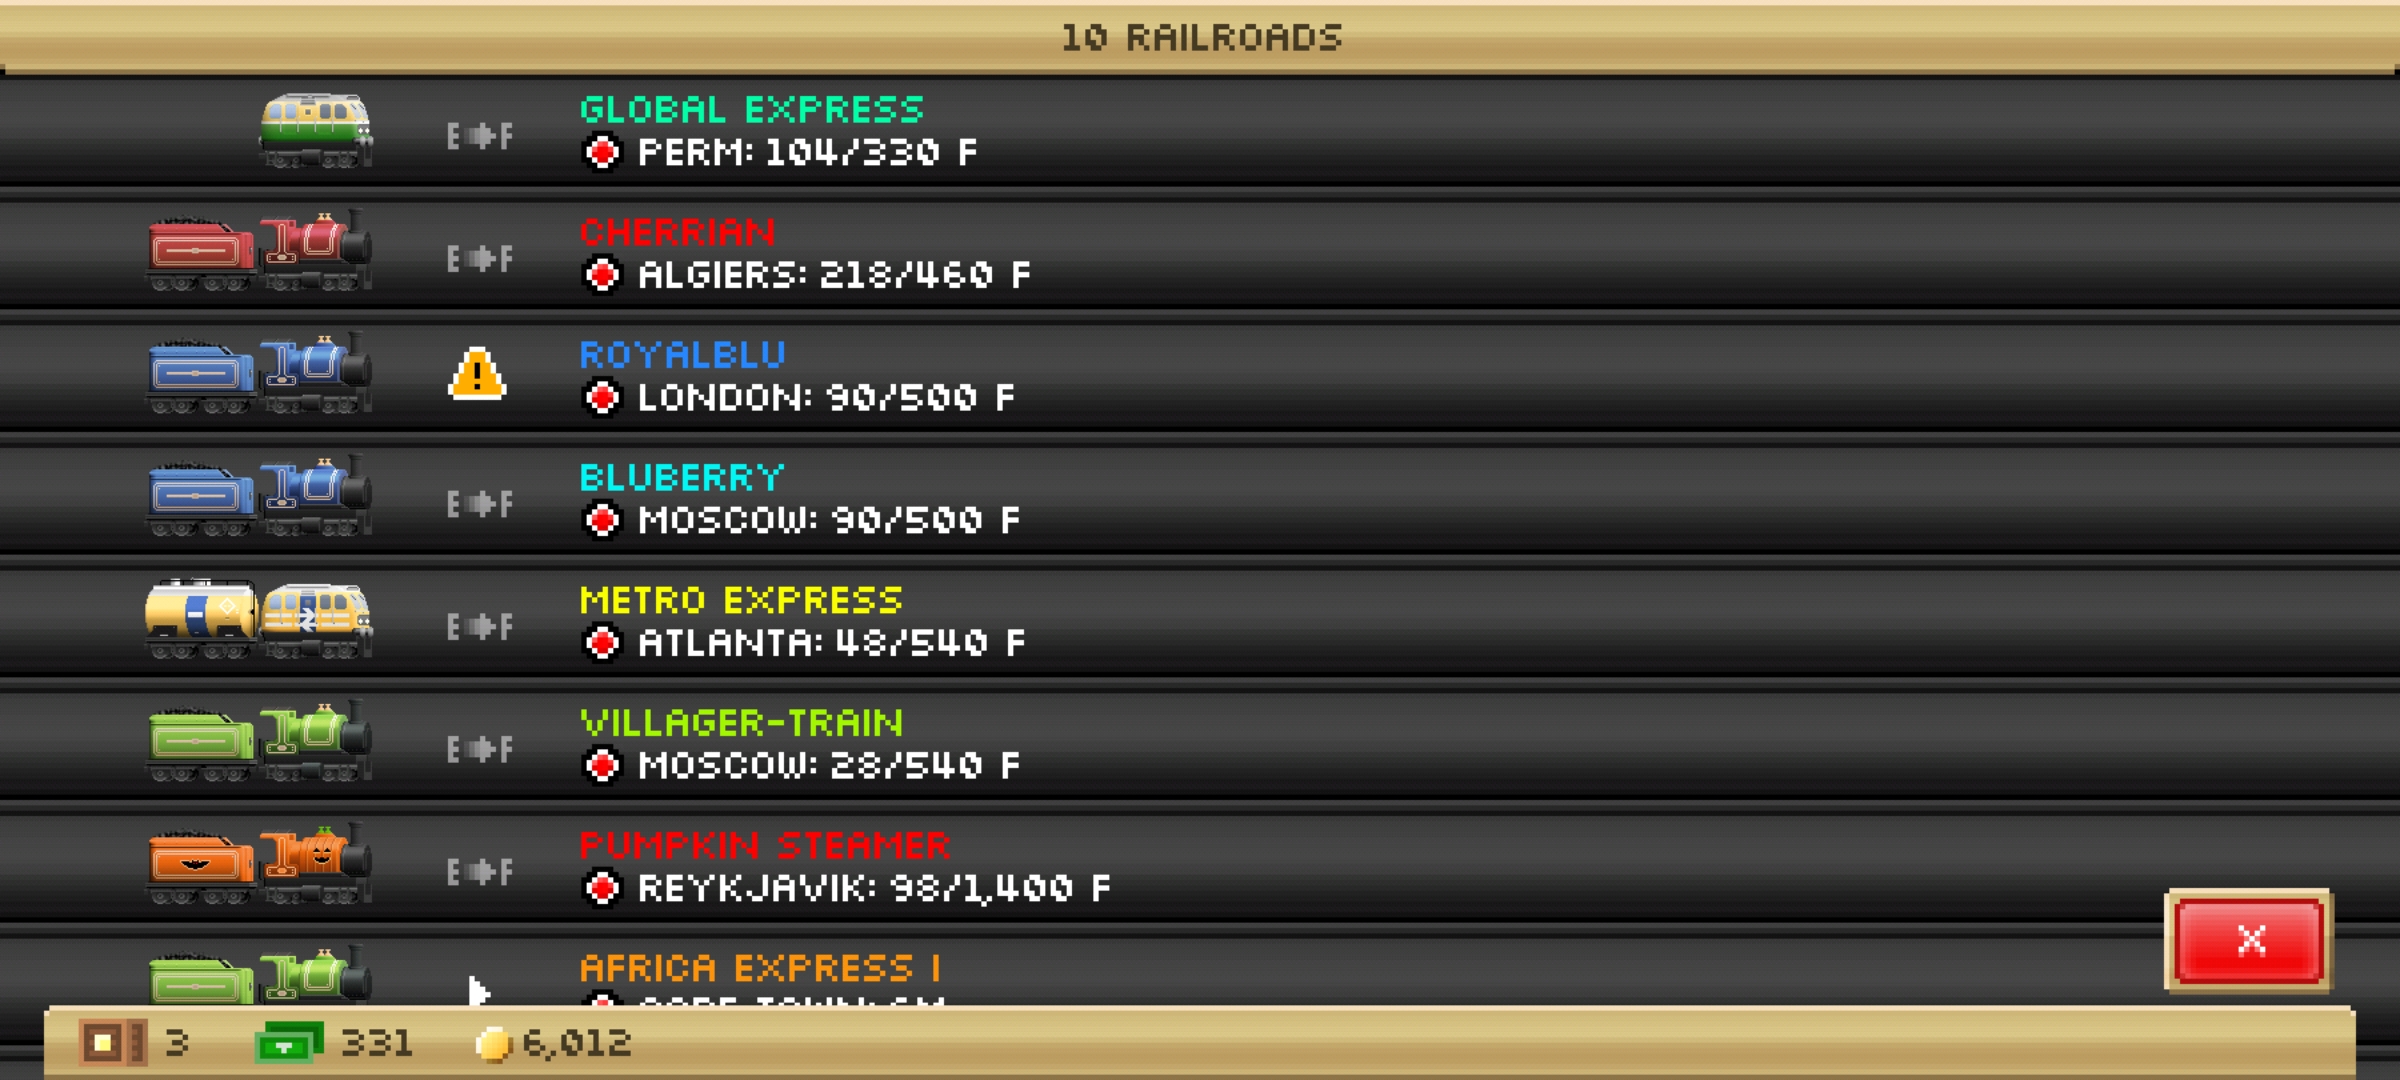 10 RAILROADS
GLOBAL EXPRESS
E F
PERM: 104/330 F
CHERRIAN
E F
ALGIERS: 218/460 F
ROYALBLU
!
LONDON: 90/500 F
BLUBERRY
E F
MOSCOW: 90/500 F
METRO EXPRESS
E F
ATLANTA: 48/540 F
VILLAGER-TRAIN
E F
MOSCOW: 28/540 F
PUMPKIN STEAMER
E F
REYKJAVIK: 98/1,400 F
X
AFRICA EXPRESS I
3 331 6,012